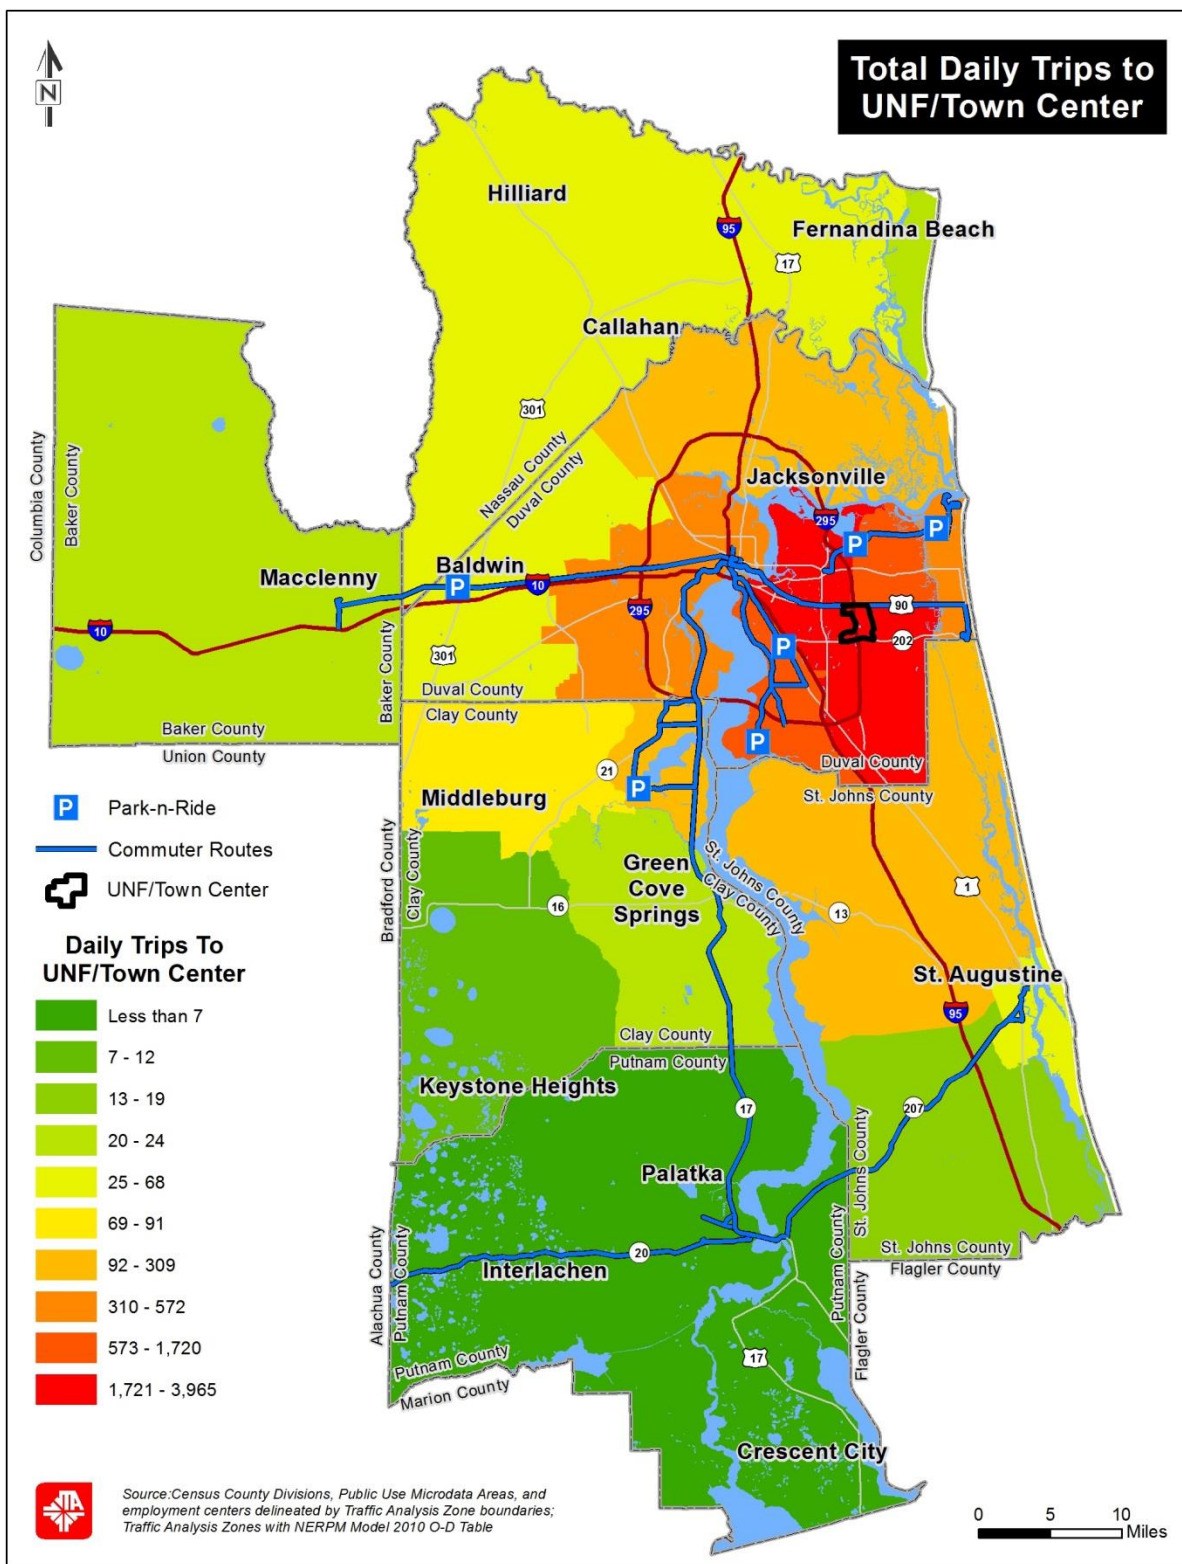 Total Daily Trips to
UNF/Town Center
N
Hilliard
95
Fernandina Beach
17
Callahan
301
Nassau County
Duval County
Columbia County
Baker County
Jacksonville
295
P
P
Macclenny
Baldwin
P
10
10
295
90
202
P
301
Baker County
Duval County
Clay County
Baker County
Union County
P
Duval County
St. Johns County
21
P
Middleburg
P Park-n-Ride
Commuter Routes
UNF/Town Center
Bradford County
Clay County
Green
Cove
Springs
St. Johns County
Clay County
16
13
1
St. Augustine
95
Daily Trips To
UNF/Town Center
Less than 7
7 - 12
13 - 19
20 - 24
25 - 68
69 - 91
92 - 309
310 - 572
573 - 1,720
1,721 - 3,965
Clay County
Putnam County
Keystone Heights
17
207
Palatka
St. Johns County
Putnam County
20
Interlachen
St. Johns County
Flagler County
Alachua County
Putnam County
Flagler County
Putnam County
Marion County
17
Crescent City
JTA
Source:Census County Divisions, Public Use Microdata Areas, and
employment centers delineated by Traffic Analysis Zone boundaries;
Traffic Analysis Zones with NERPM Model 2010 O-D Table
0 5 10
Miles